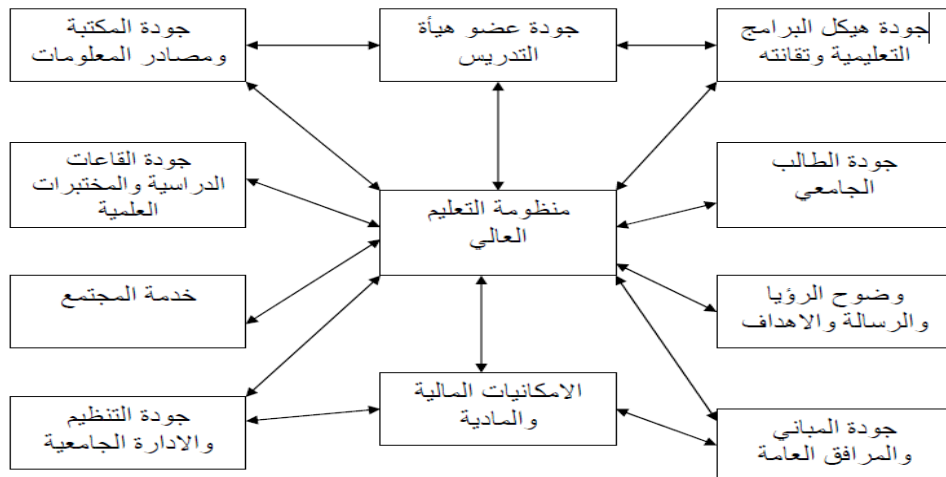 جودة هيكل البرامج
التعليمية وتقانته
جودة عضو هيأة
التدريس
جودة المكتبة
ومصادر المعلومات
جودة الطالب
الجامعي
جودة القاعات
الدراسية والمختبرات
العلمية
منظومة التعليم
العالي
وضوح الرؤيا
والرسالة والاهداف
خدمة المجتمع
جودة المباني
والمرافق العامة
الامكانيات المالية
والمادية
جودة التنظيم
والادارة الجامعية